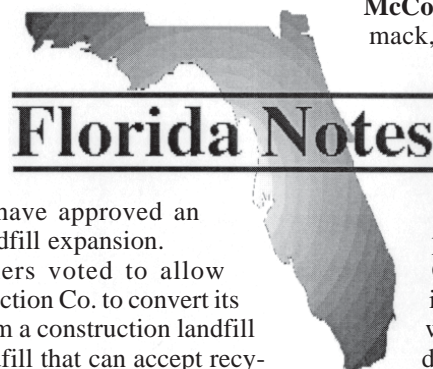 McCo
mack,
Florida Notes
have approved an
dfill expansion.
ers voted to allow
ction Co. to convert its
m a construction landfill
fill that can accept recy-